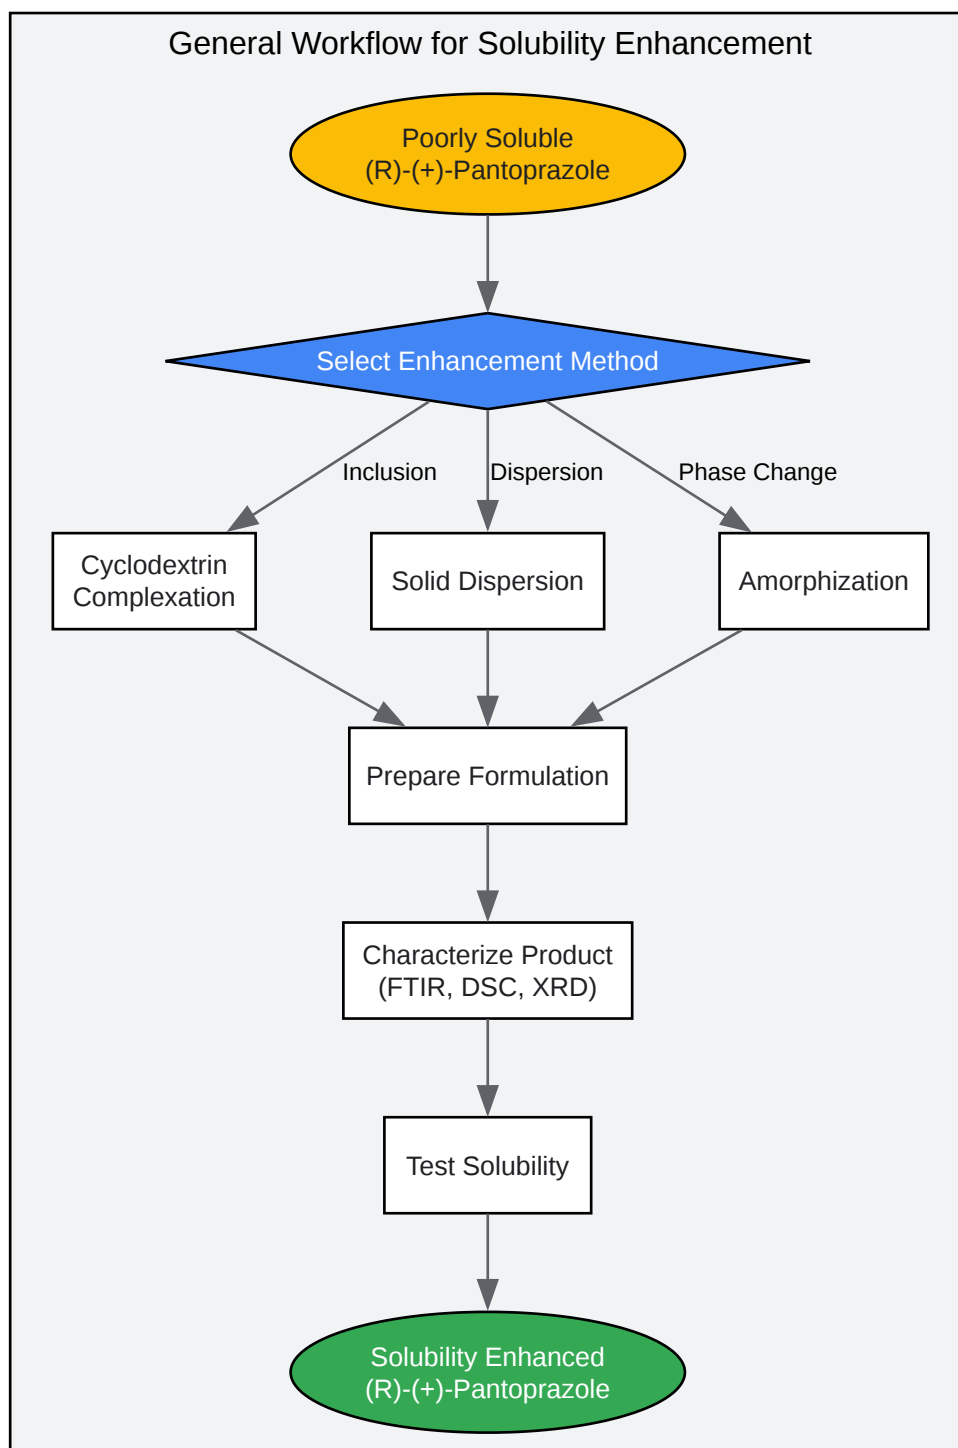 General Workflow for Solubility Enhancement
Poorly Soluble
(R)-(+)-Pantoprazole
Select Enhancement Method
Inclusion
Dispersion
Phase Change
Cyclodextrin
Complexation
Solid Dispersion
Amorphization
Prepare Formulation
Characterize Product
(FTIR, DSC, XRD)
Test Solubility
Solubility Enhanced
(R)-(+)-Pantoprazole